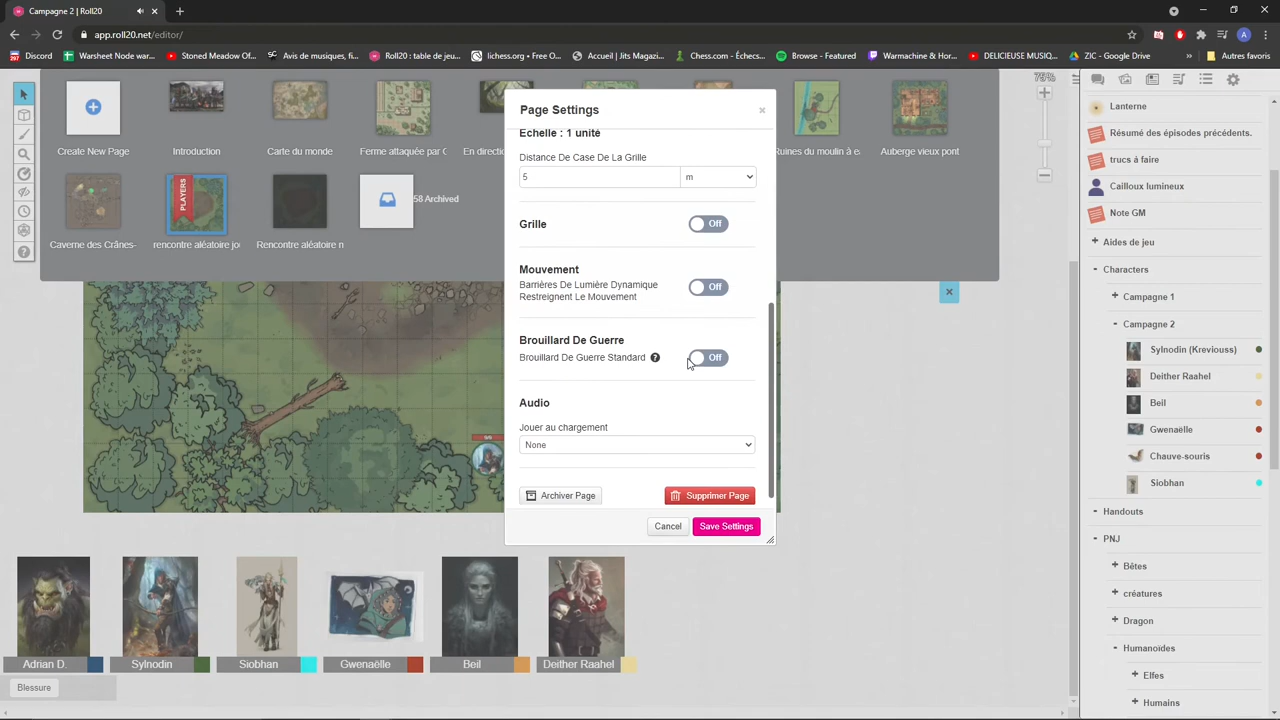 Campagne 2 | Roll20
app.roll20.net/editor/
Discord
Warsheet Node war...
Stoned Meadow Of...
Avis de musiques, fi...
Roll20 : table de jeu...
lichess.org • Free O...
Accueil | Jits Magazi...
Chess.com - Échecs...
Browse - Featured
Warmachine & Hor...
DELICIEUSE MUSIQ...
ZIC - Google Drive
Autres favoris
Create New Page
Introduction
Carte du monde
Ferme attaquée par G
En direction
Ruines du moulin à ea
Auberge vieux pont
PLAYERS
58 Archived
Caverne des Crânes-
rencontre aléatoire jou
Rencontre aléatoire n
Page Settings
Echelle : 1 unité
Distance De Case De La Grille
5
m
Grille
Off
Mouvement
Barrières De Lumière Dynamique
Restreignent Le Mouvement
Off
Brouillard De Guerre
Brouillard De Guerre Standard
Off
Audio
Jouer au chargement
None
Archiver Page
Supprimer Page
Cancel
Save Settings
Lanterne
Résumé des épisodes précédents.
trucs à faire
Cailloux lumineux
Note GM
Aides de jeu
Characters
Campagne 1
Campagne 2
Sylnodin (Kreviouss)
Deither Raahel
Beil
Gwenaëlle
Chauve-souris
Siobhan
Handouts
PNJ
Bêtes
créatures
Dragon
Humanoïdes
Elfes
Humains
Adrian D.
Sylnodin
Siobhan
Gwenaëlle
Beil
Deither Raahel
Blessure